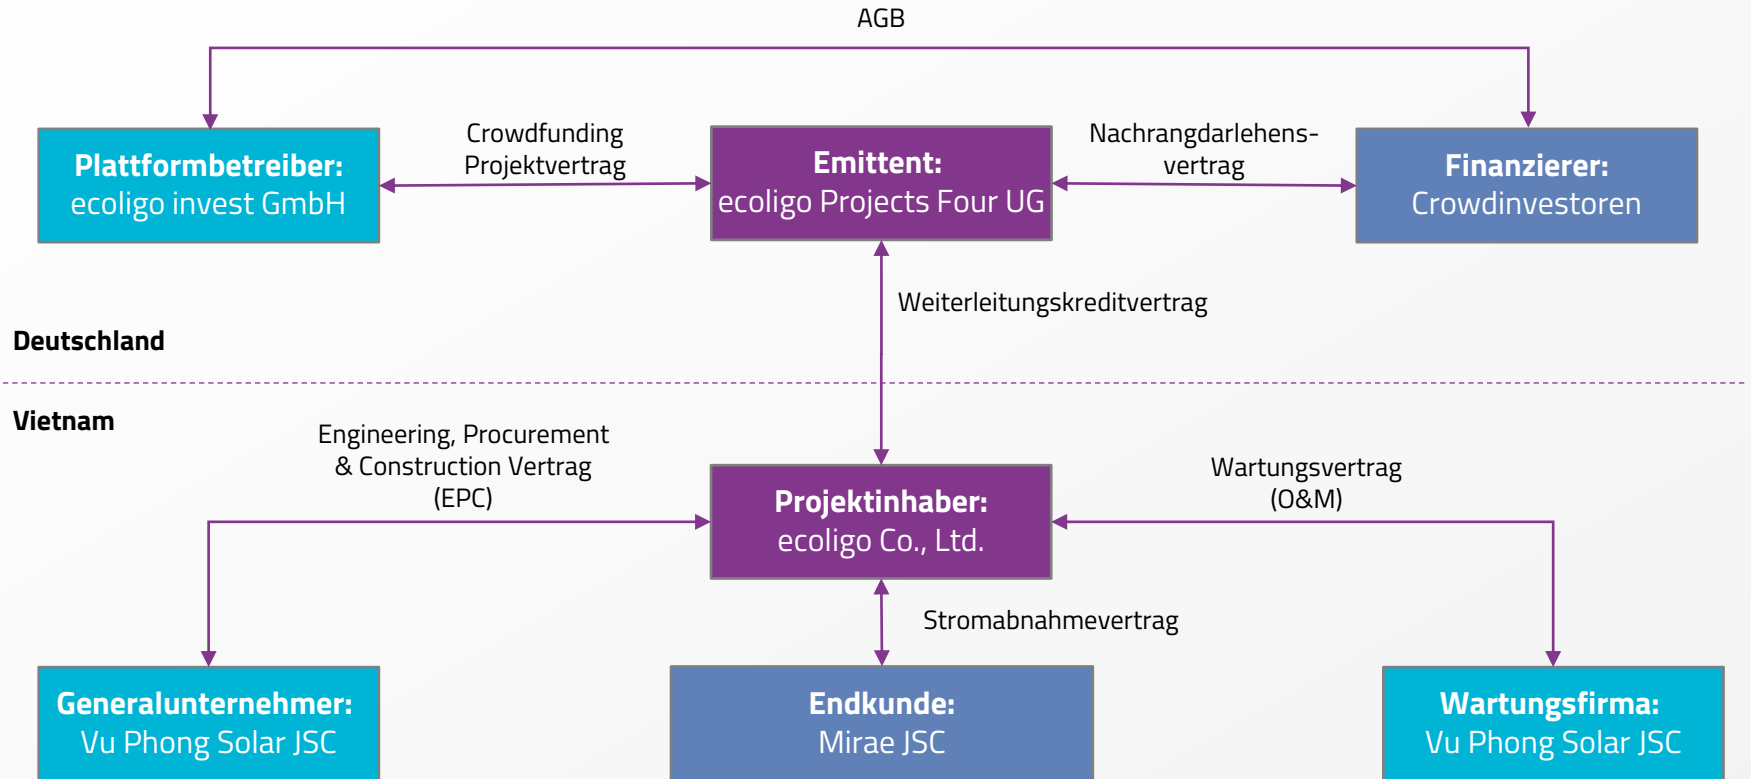 AGB
Plattformbetreiber:
ecoligo invest GmbH
Crowdfunding
Projektvertrag
Emittent:
ecoligo Projects Four UG
Nachrangdarlehens-
vertrag
Finanzierer:
Crowdinvestoren
Weiterleitungskreditvertrag
Deutschland
Vietnam
Engineering, Procurement
& Construction Vertrag
(EPC)
Projektinhaber:
ecoligo Co., Ltd.
Wartungsvertrag
(O&M)
Stromabnahmevertrag
Generalunternehmer:
Vu Phong Solar JSC
Endkunde:
Mirae JSC
Wartungsfirma:
Vu Phong Solar JSC